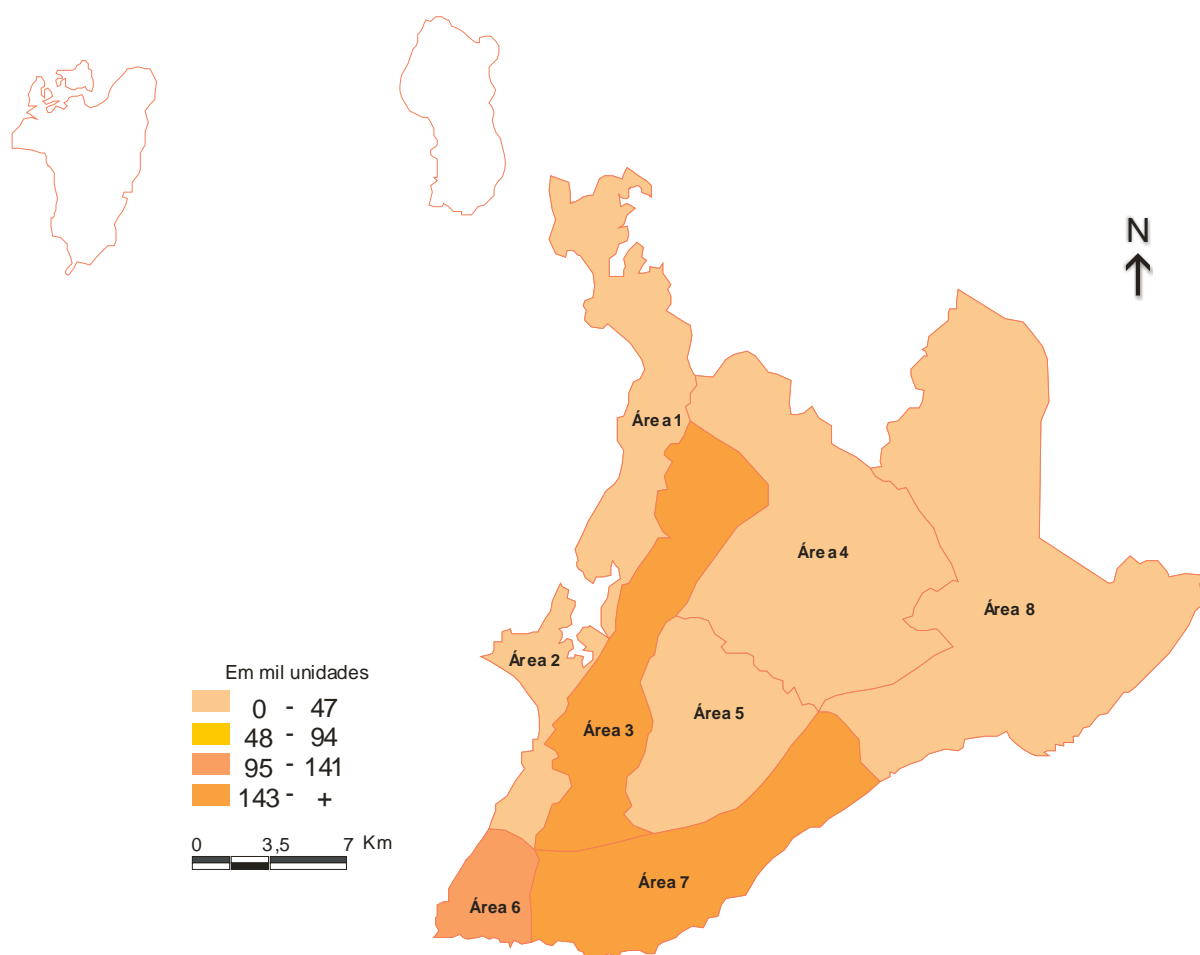 N
Área 1
Área 4
Área 8
Área 2
Área 5
Área 3
Área 7
Área 6
Em mil unidades
0 - 47
48 - 94
95 - 141
143 - +
0 3,5 7 Km